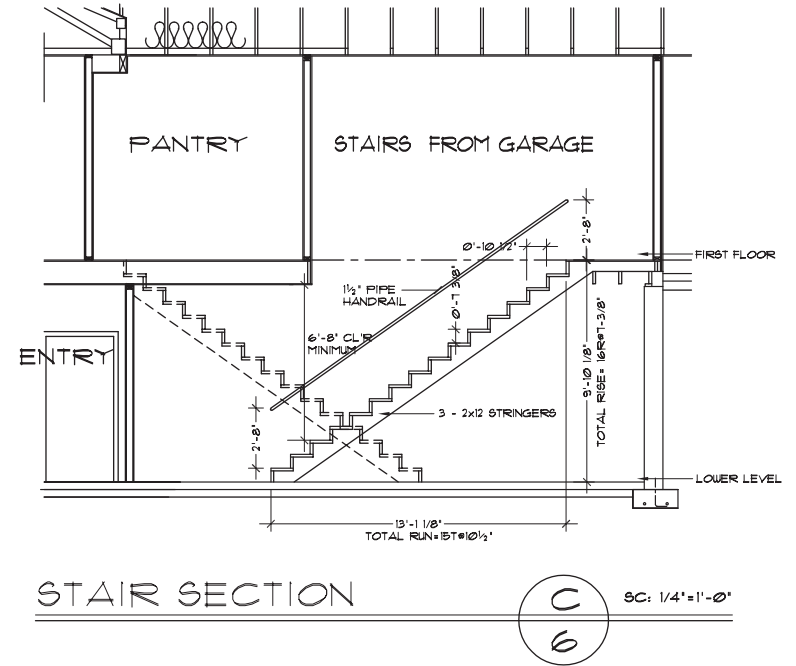 PANTRY
STAIRS FROM GARAGE
2'-8"
0'-10 1/2"
FIRST FLOOR
1½" PIPE
HANDRAIL
0'-7 3/8"
6'-8" CL'R
MINIMUM
ENTRY
9'-10 1/8"
TOTAL RISE= 16R@7-3/8"
3 - 2x12 STRINGERS
2'-8"
LOWER LEVEL
13'-1 1/8"
TOTAL RUN=15T@10½"
STAIR SECTION
C
6
SC: 1/4"=1'-0"